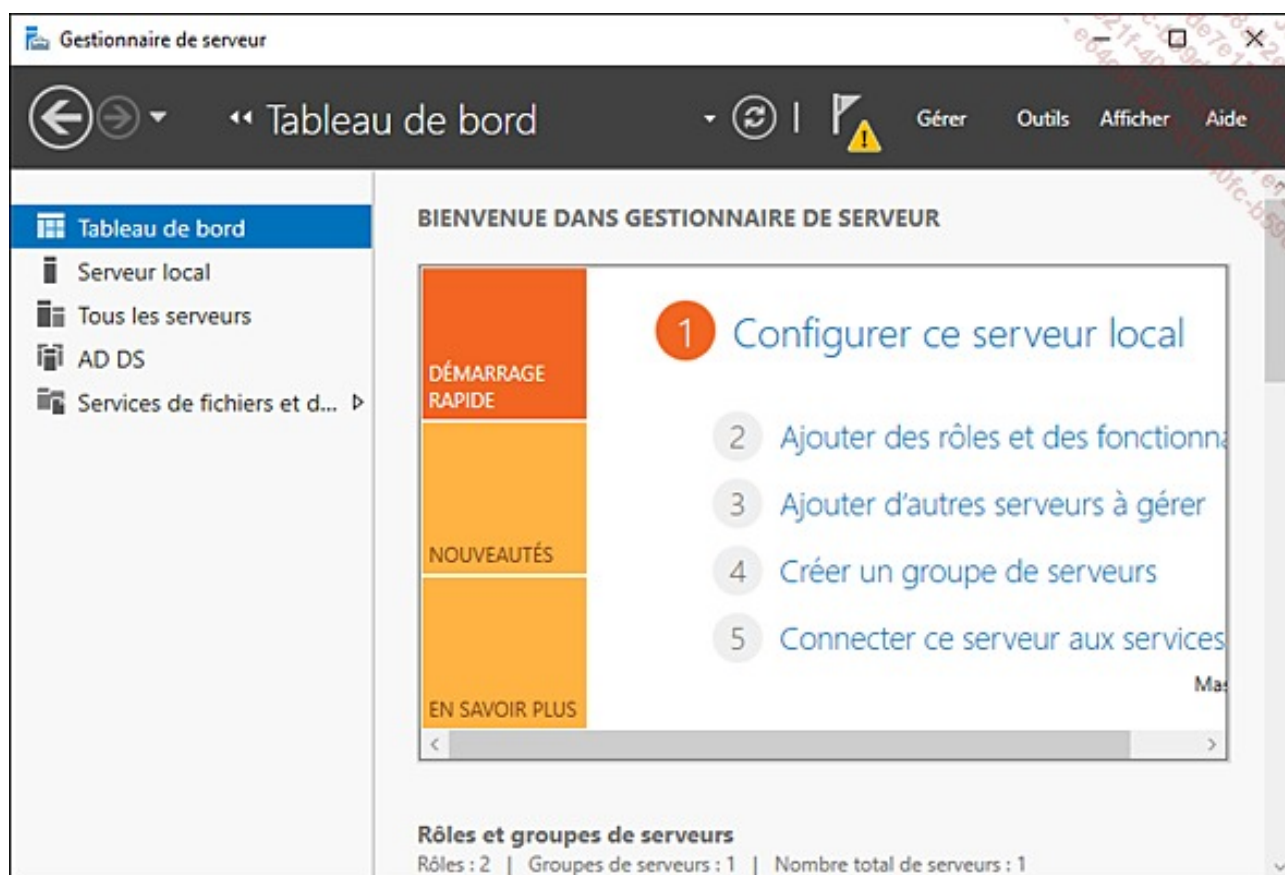 Gestionnaire de serveur
Tableau de bord
Gérer Outils Afficher Aide
Tableau de bord
Serveur local
Tous les serveurs
AD DS
Services de fichiers et d...
BIENVENUE DANS GESTIONNAIRE DE SERVEUR
DÉMARRAGE
RAPIDE
NOUVEAUTÉS
EN SAVOIR PLUS
1 Configurer ce serveur local
2 Ajouter des rôles et des fonctionna
3 Ajouter d'autres serveurs à gérer
4 Créer un groupe de serveurs
5 Connecter ce serveur aux services
Mas
Rôles et groupes de serveurs
Rôles : 2 | Groupes de serveurs : 1 | Nombre total de serveurs : 1